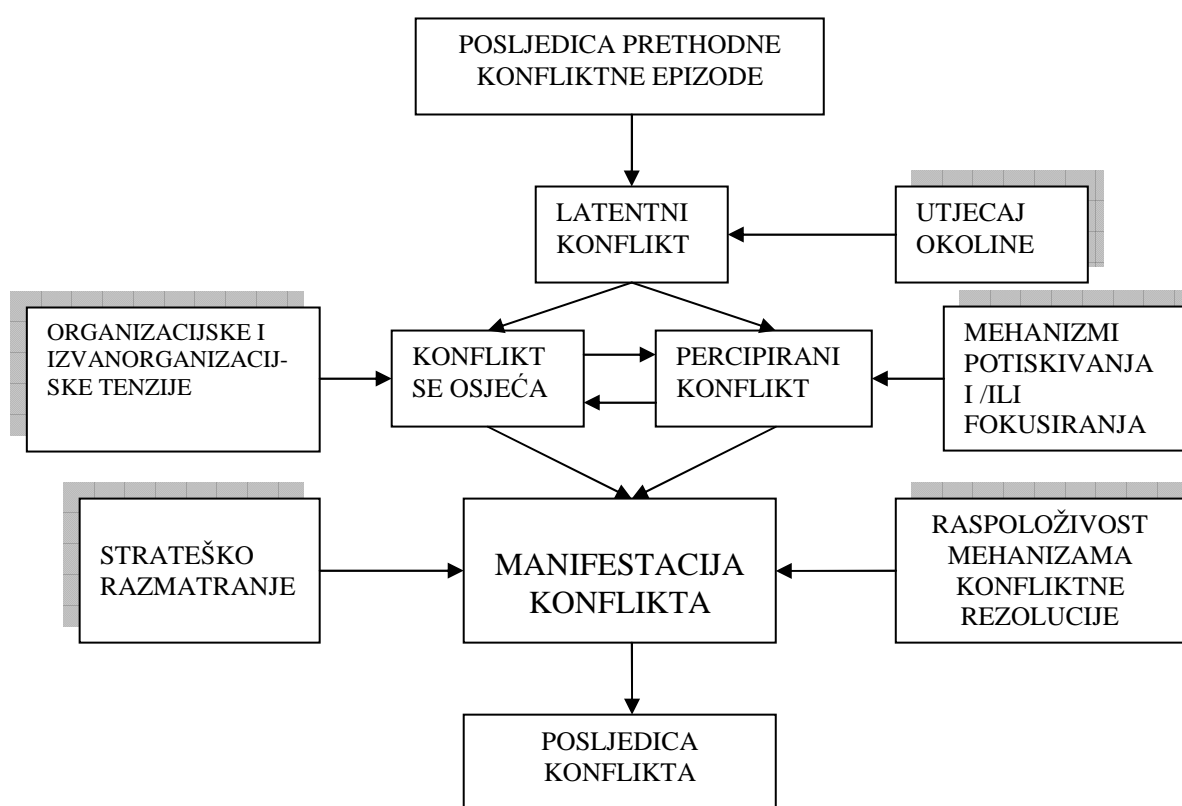 POSLJEDICA PRETHODNE
KONFLIKTNE EPIZODE
LATENTNI
KONFLIKT
UTJECAJ
OKOLINE
ORGANIZACIJSKE I
IZVANORGANIZACIJ-
SKE TENZIJE
KONFLIKT
SE OSJEĆA
PERCIPIRANI
KONFLIKT
MEHANIZMI
POTISKIVANJA
I /ILI
FOKUSIRANJA
STRATEŠKO
RAZMATRANJE
MANIFESTACIJA
KONFLIKTA
RASPOLOŽIVOST
MEHANIZAMA
KONFLIKTNE
REZOLUCIJE
POSLJEDICA
KONFLIKTA